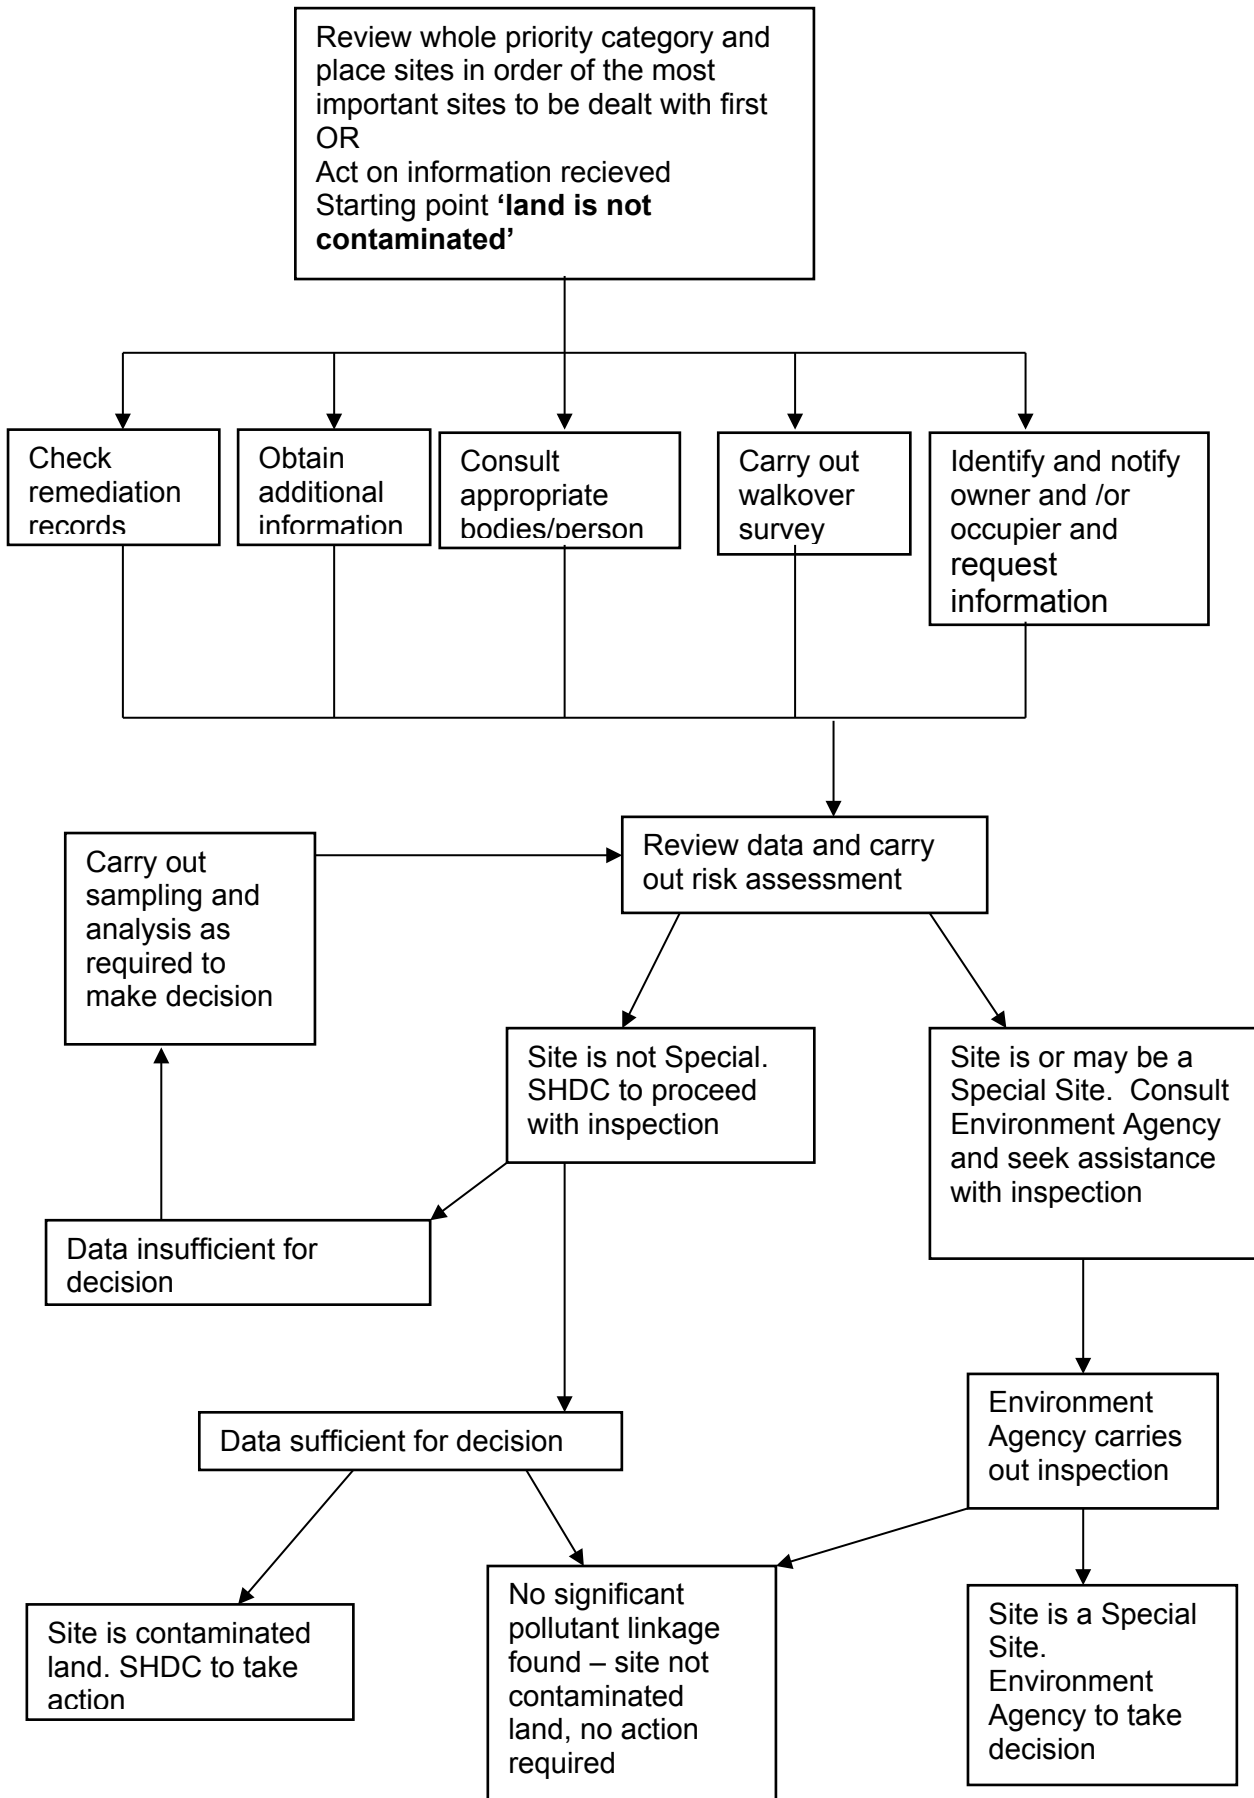 Review whole priority category and
place sites in order of the most
important sites to be dealt with first
OR
Act on information recieved
Starting point ‘land is not
contaminated’
Check
remediation
records
Obtain
additional
information
Consult
appropriate
bodies/person
Carry out
walkover
survey
Identify and notify
owner and /or
occupier and
request
information
Carry out
sampling and
analysis as
required to
make decision
Review data and carry
out risk assessment
Site is not Special.
SHDC to proceed
with inspection
Site is or may be a
Special Site.  Consult
Environment Agency
and seek assistance
with inspection
Data insufficient for
decision
Data sufficient for decision
Environment
Agency carries
out inspection
Site is contaminated
land. SHDC to take
action
No significant
pollutant linkage
found – site not
contaminated
land, no action
required
Site is a Special
Site.
Environment
Agency to take
decision